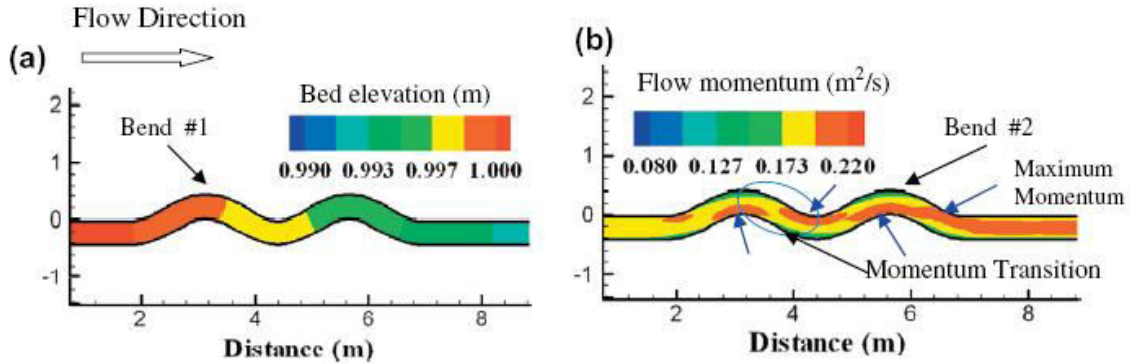 Flow Direction
(a)
Bed elevation (m)
0.990 0.993 0.997 1.000
Bend #1
2
1
0
-1
2 4 6 8
Distance (m)
(b)
Flow momentum (m²/s)
0.080 0.127 0.173 0.220
Bend #2
Maximum
Momentum
Momentum Transition
2
1
0
-1
2 4 6 8
Distance (m)